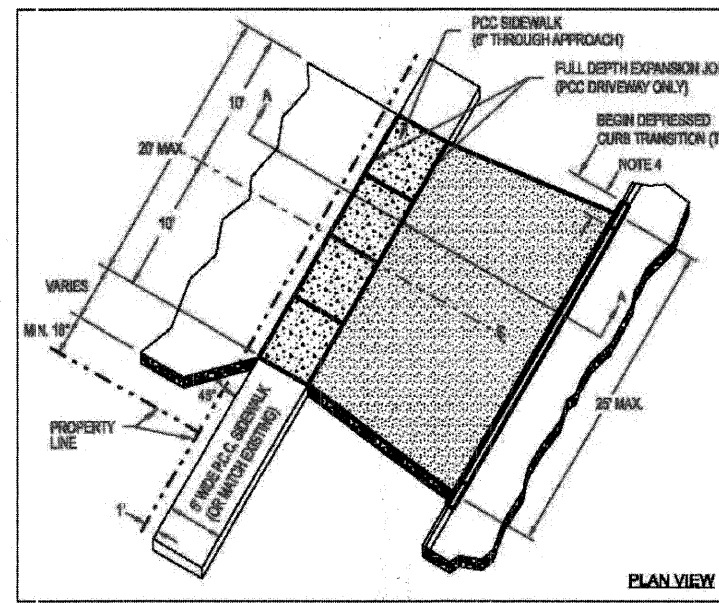 PCC SIDEWALK
(6" THROUGH APPROACH)
FULL DEPTH EXPANSION JO
(PCC DRIVEWAY ONLY)
BEGIN DEPRESSED
CURB TRANSITION (T
NOTE 4
A
10'
20' MAX.
10'
VARIES
MIN. 18"
45°
PROPERTY
LINE
1'
5' WIDE P.C.C. SIDEWALK
(OR MATCH EXISTING)
A
25' MAX.
PLAN VIEW